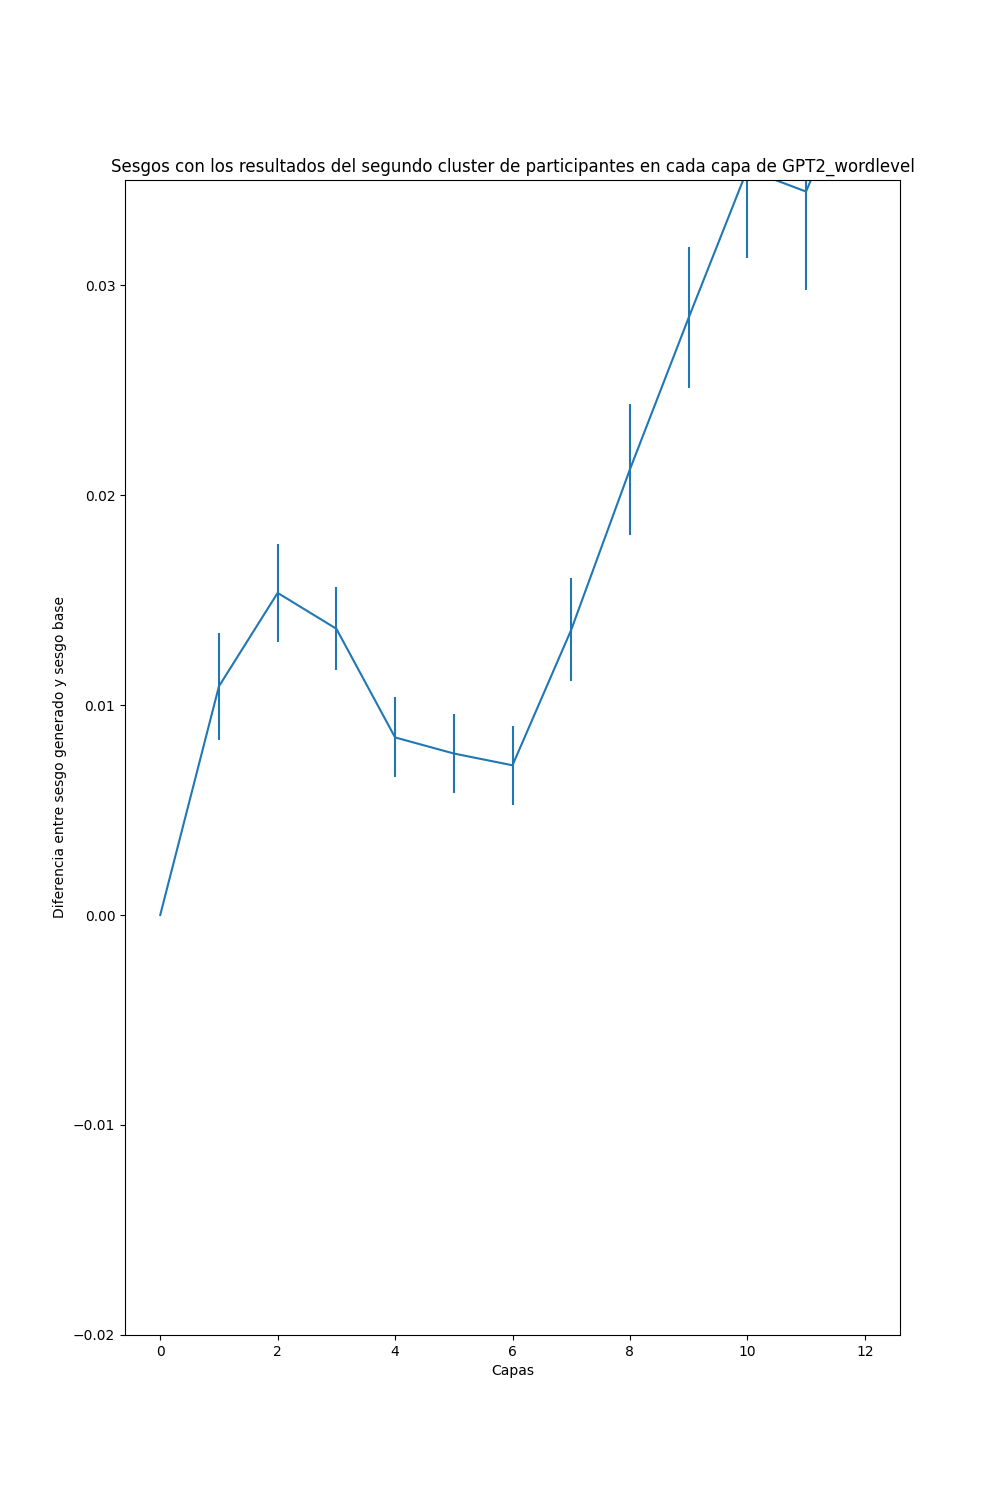 Sesgos con los resultados del segundo cluster de participantes en cada capa de GPT2_wordlevel
Diferencia entre sesgo generado y sesgo base
0.03
0.02
0.01
0.00
−0.01
−0.02
0 2 4 6 8 10 12
Capas